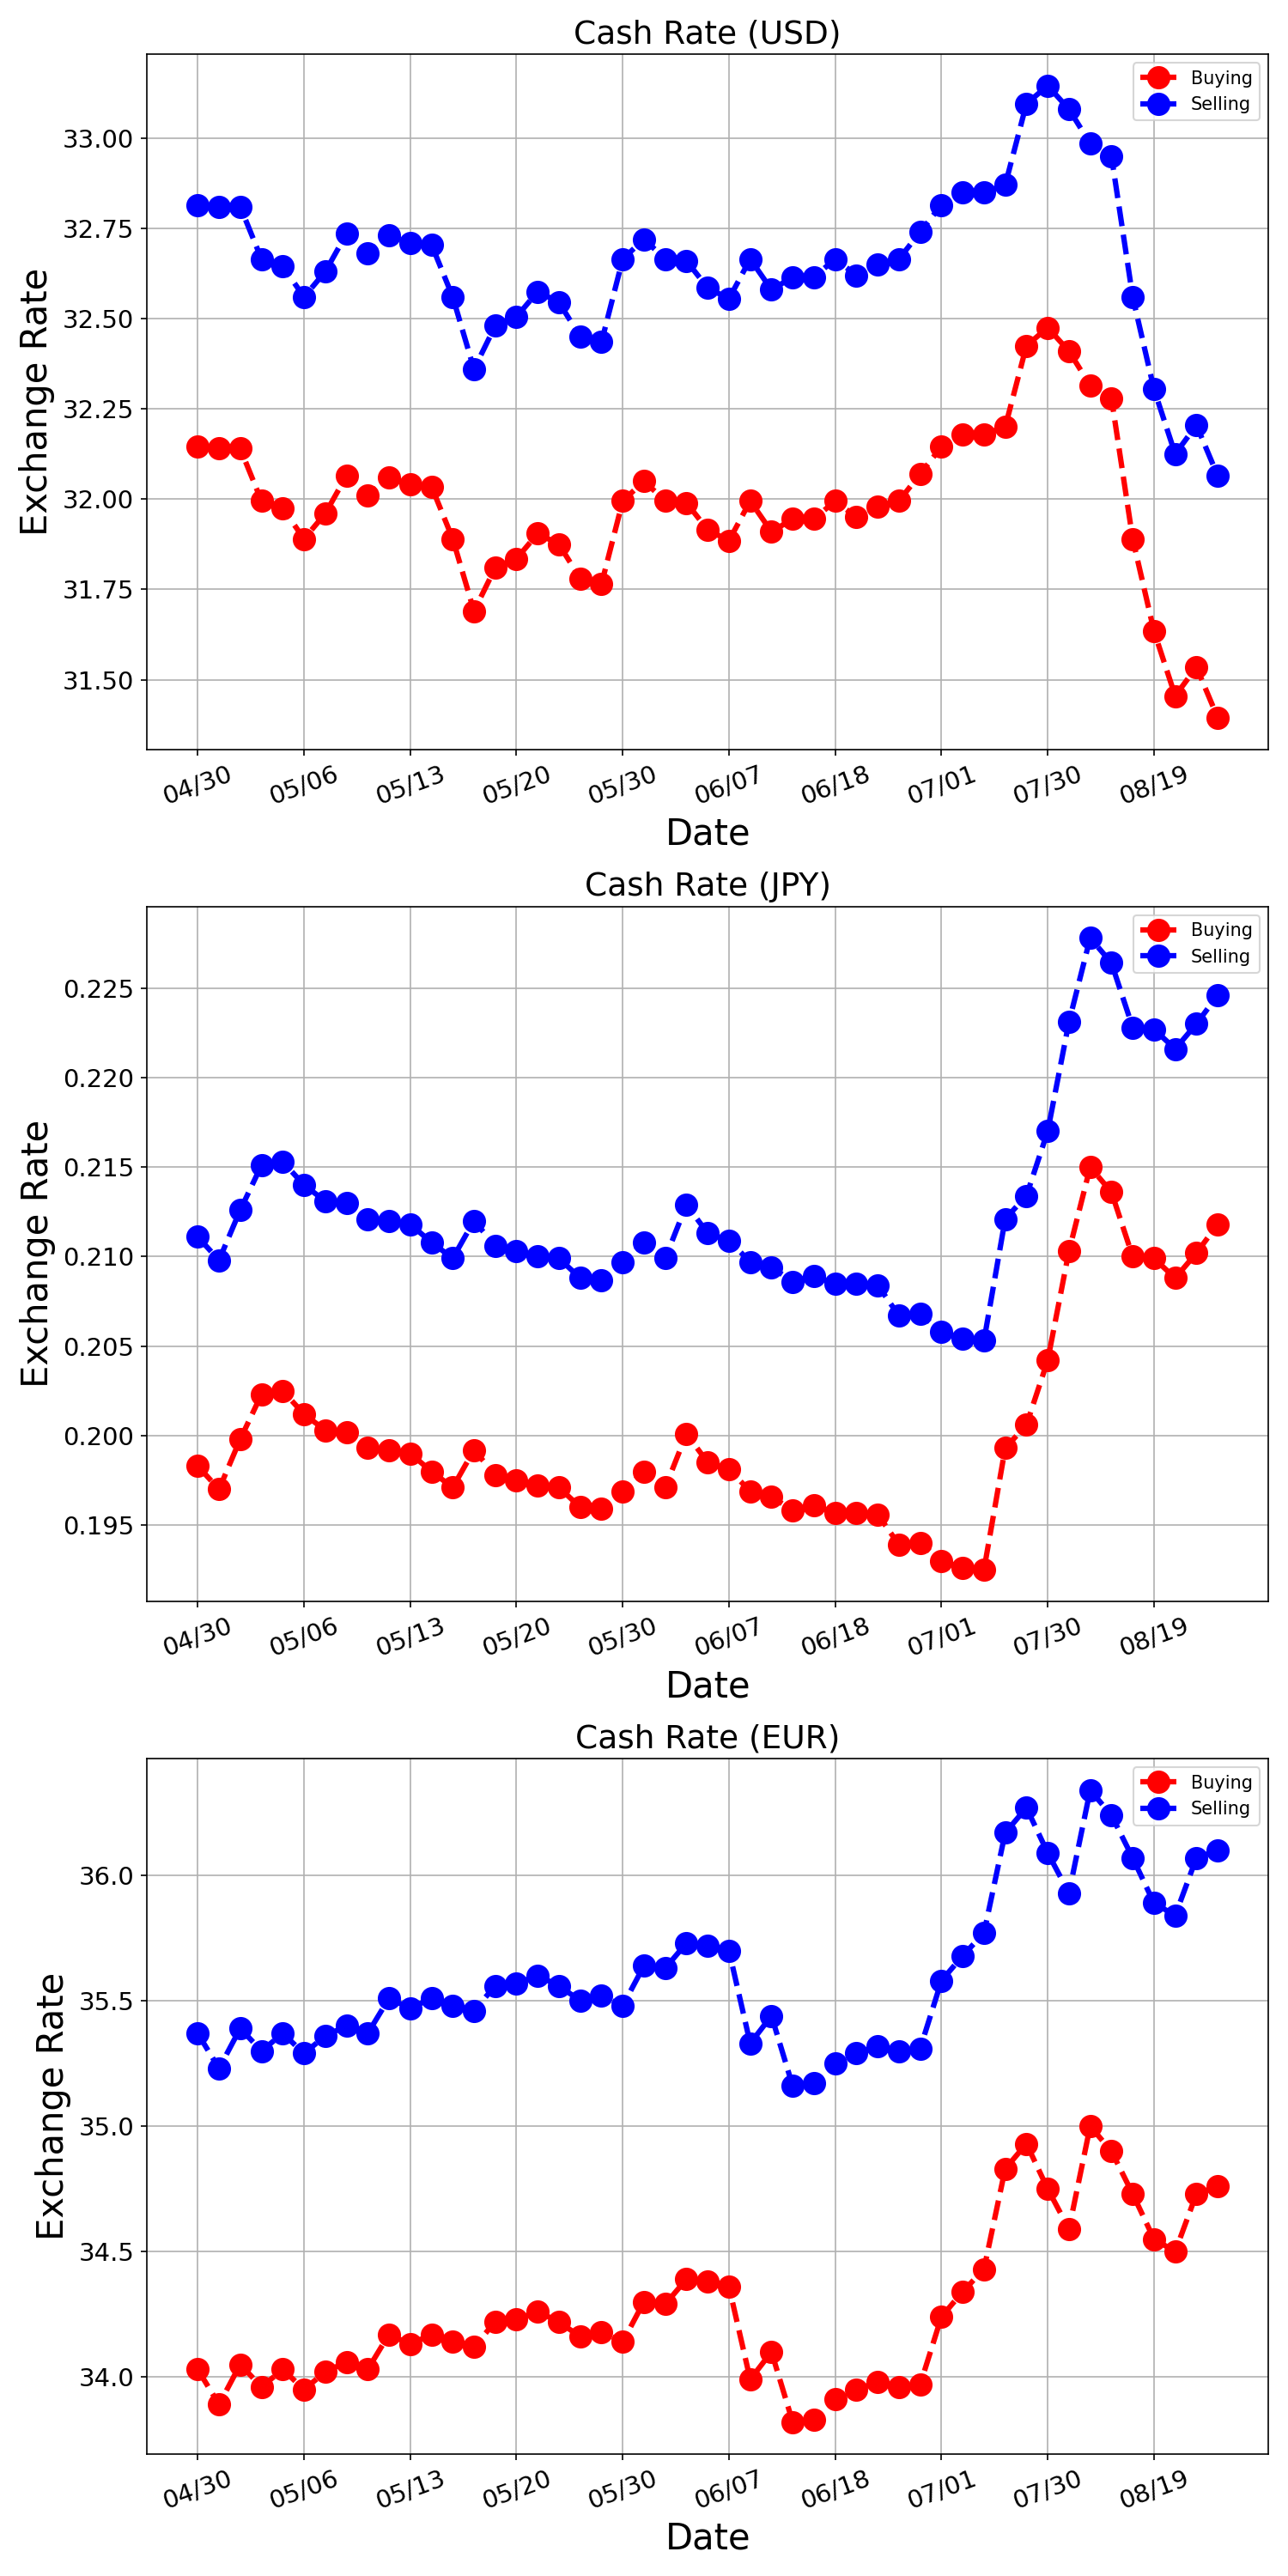 Cash Rate (USD)
Buying
Selling
Exchange Rate
33.00
32.75
32.50
32.25
32.00
31.75
31.50
04/30 05/06 05/13 05/20 05/30 06/07 06/18 07/01 07/30 08/19
Date
Cash Rate (JPY)
Buying
Selling
Exchange Rate
0.225
0.220
0.215
0.210
0.205
0.200
0.195
04/30 05/06 05/13 05/20 05/30 06/07 06/18 07/01 07/30 08/19
Date
Cash Rate (EUR)
Buying
Selling
Exchange Rate
36.0
35.5
35.0
34.5
34.0
04/30 05/06 05/13 05/20 05/30 06/07 06/18 07/01 07/30 08/19
Date